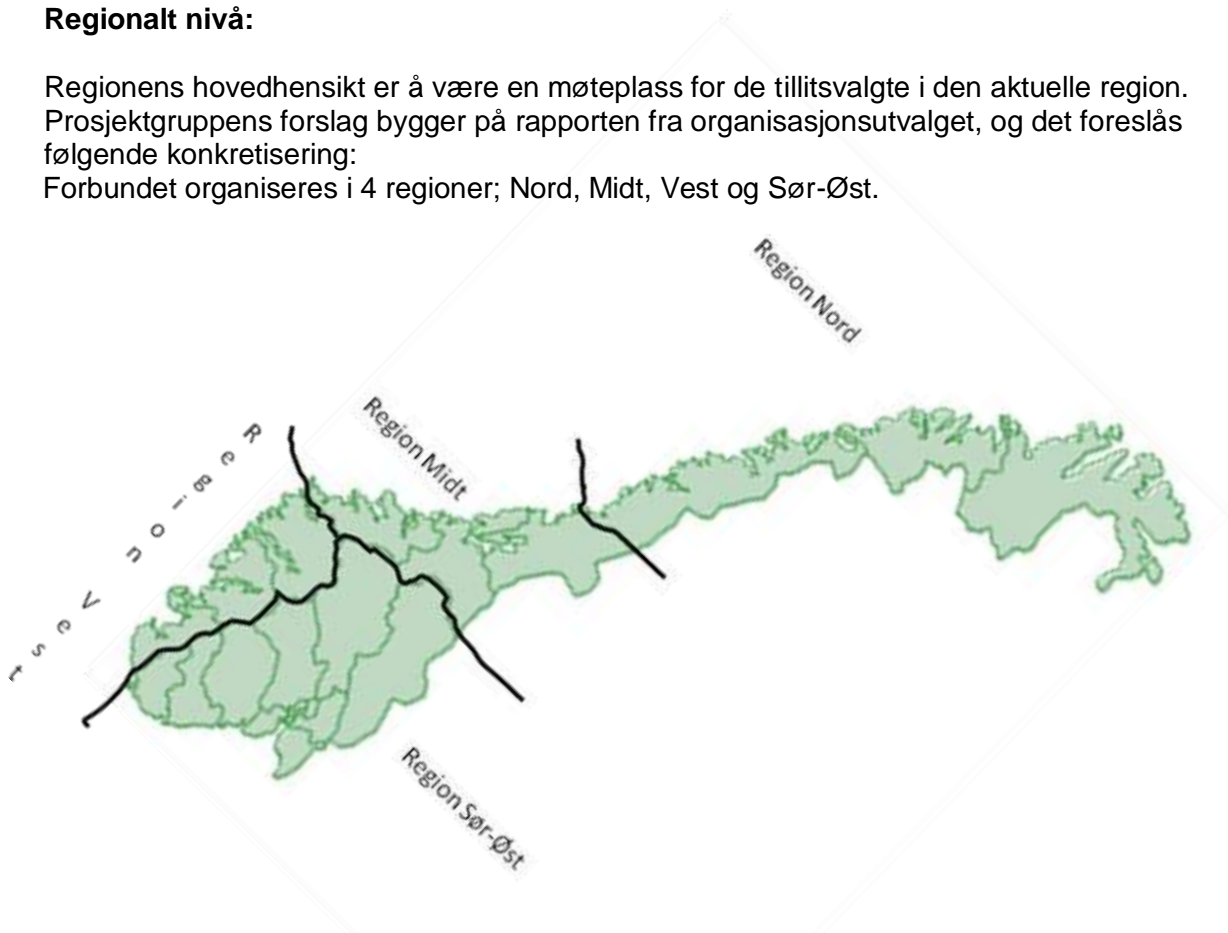 Regionalt nivå:
Regionens hovedhensikt er å være en møteplass for de tillitsvalgte i den aktuelle region.
Prosjektgruppens forslag bygger på rapporten fra organisasjonsutvalget, og det foreslås
følgende konkretisering:
Forbundet organiseres i 4 regioner; Nord, Midt, Vest og Sør-Øst.
Region Nord
Region Midt
Region Vest
Region Sør-Øst